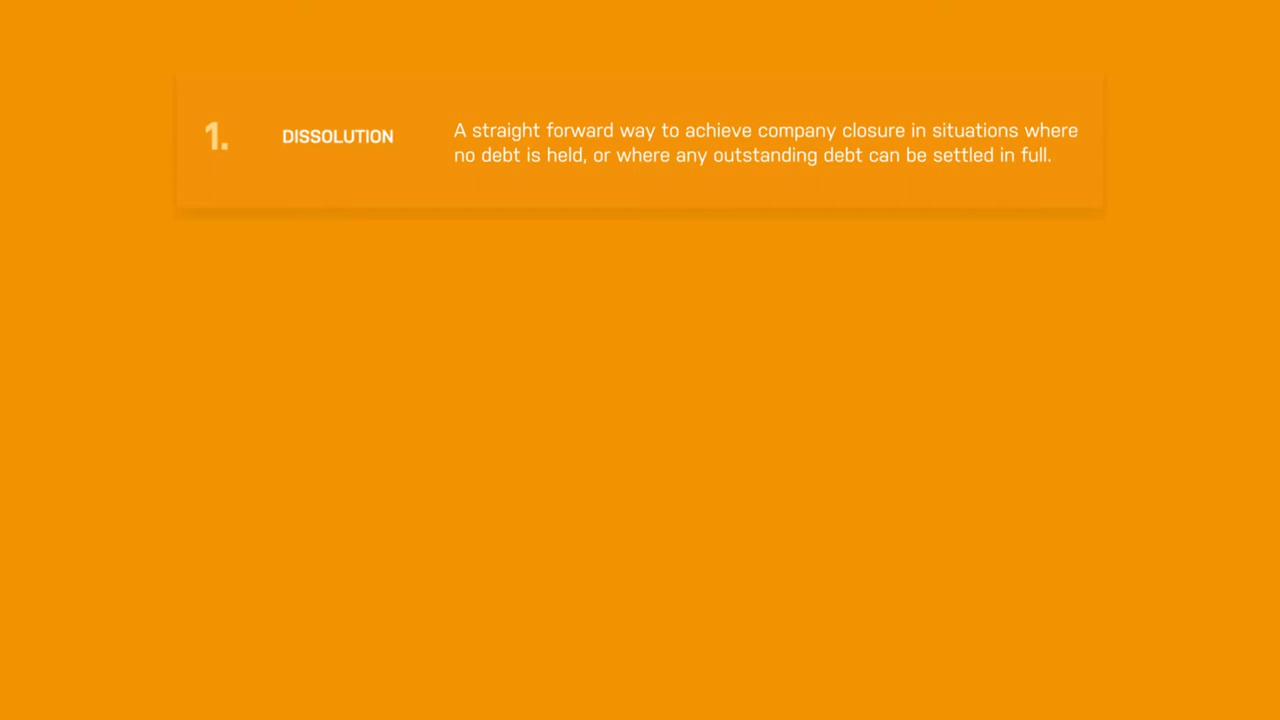 1.
DISSOLUTION
A straight forward way to achieve company closure in situations where
no debt is held, or where any outstanding debt can be settled in full.